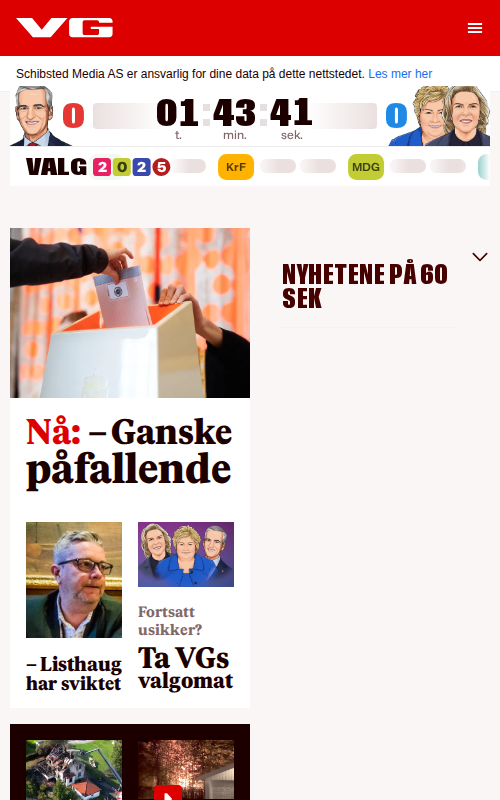 VG
Schibsted Media AS er ansvarlig for dine data på dette nettstedet. Les mer her
0 01:43:41 0
t. min. sek.
VALG 2025 KrF MDG
NYHETENE PÅ 60
SEK
Nå: – Ganske
påfallende
Fortsatt
usikker?
Ta VGs
valgomat
– Listhaug
har sviktet